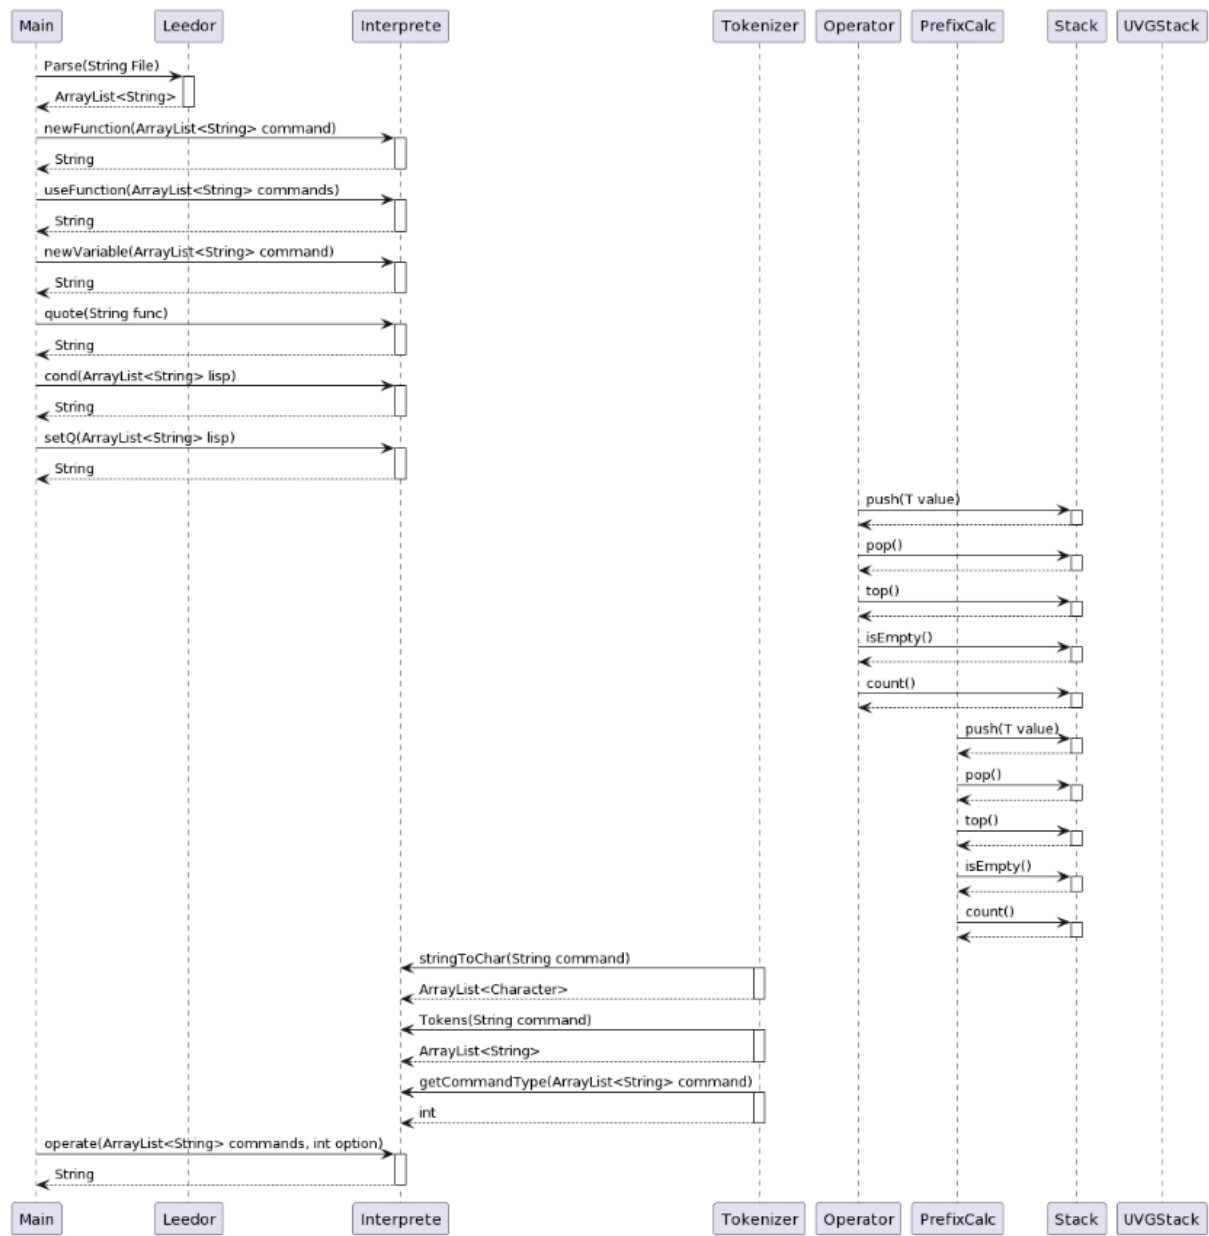 Main Leedor Interprete Tokenizer Operator PrefixCalc Stack UVGStack
Parse(String File)
ArrayList<String>
newFunction(ArrayList<String> command)
String
useFunction(ArrayList<String> commands)
String
newVariable(ArrayList<String> command)
String
quote(String func)
String
cond(ArrayList<String> lisp)
String
setQ(ArrayList<String> lisp)
String
push(T value)
pop()
top()
isEmpty()
count()
push(T value)
pop()
top()
isEmpty()
count()
stringToChar(String command)
ArrayList<Character>
Tokens(String command)
ArrayList<String>
getCommandType(ArrayList<String> command)
int
operate(ArrayList<String> commands, int option)
String
Main Leedor Interprete Tokenizer Operator PrefixCalc Stack UVGStack